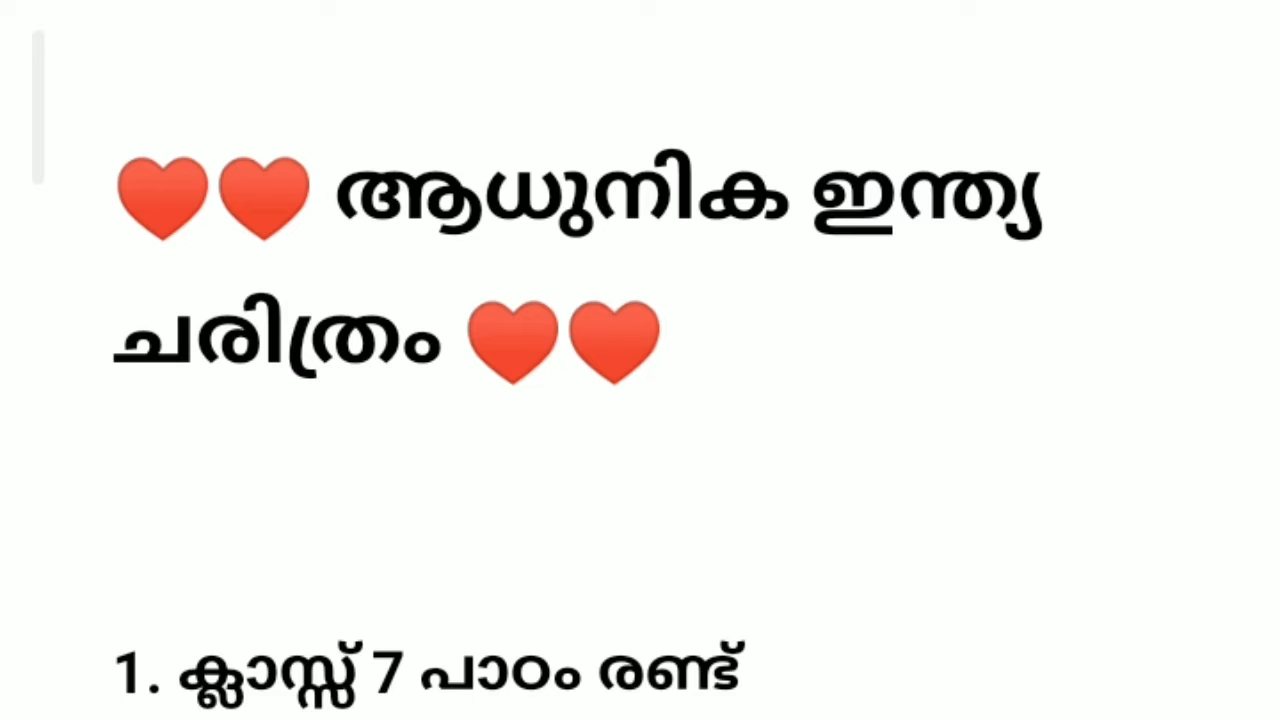 ♥️♥️ ആധുനിക ഇന്ത്യ
ചരിത്രം ♥️♥️
1. ക്ലാസ്സ് 7 പാഠം രണ്ട്